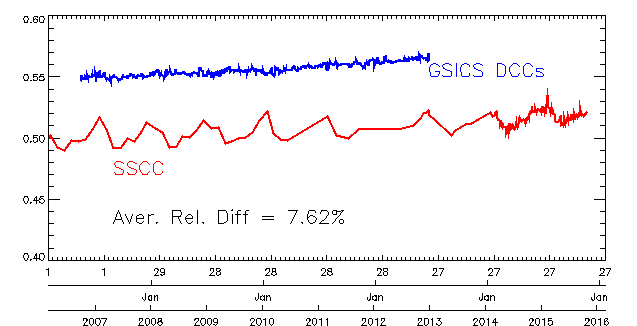 0.60
0.55
GSICS DCCs
0.50
SSCC
0.45
Aver. Rel. Diff = 7.62%
0.40
1 1 29 28 28 28 28 27 27 27 27
Jan Jan Jan Jan Jan
2007 2008 2009 2010 2011 2012 2013 2014 2015 2016